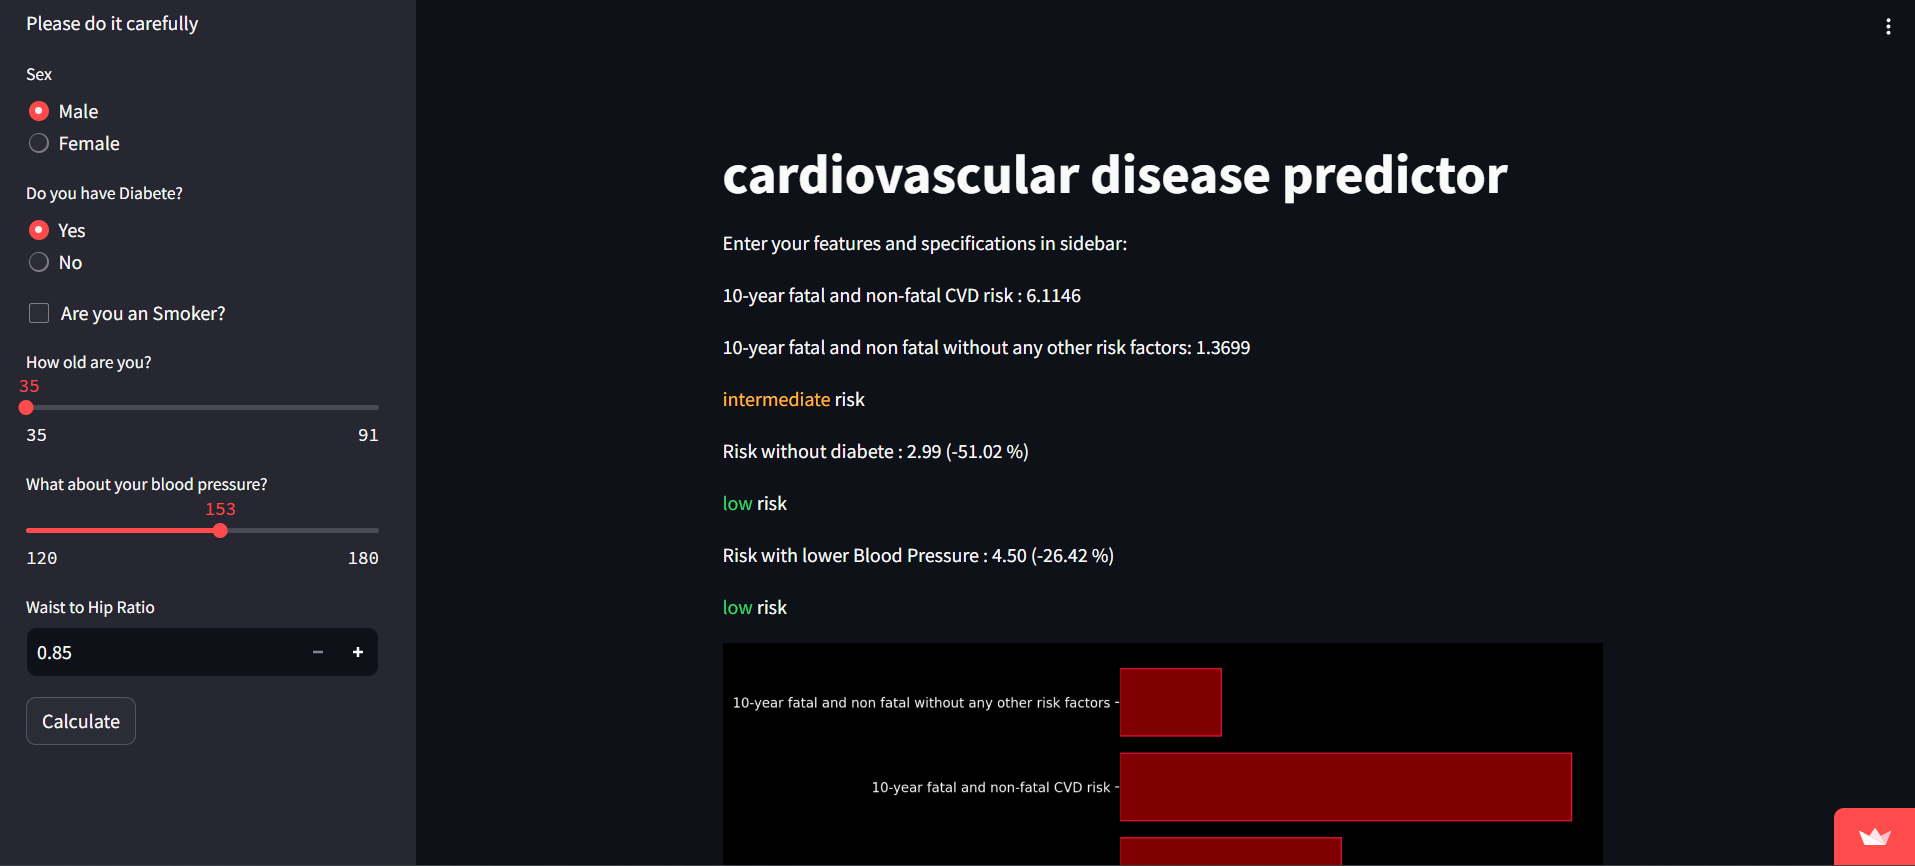 Please do it carefully
Sex
Male
Female
Do you have Diabete?
Yes
No
Are you an Smoker?
How old are you?
35
35 91
What about your blood pressure?
153
120 180
Waist to Hip Ratio
0.85
Calculate
cardiovascular disease predictor
Enter your features and specifications in sidebar:
10-year fatal and non-fatal CVD risk : 6.1146
10-year fatal and non fatal without any other risk factors: 1.3699
intermediate risk
Risk without diabete : 2.99 (-51.02 %)
low risk
Risk with lower Blood Pressure : 4.50 (-26.42 %)
low risk
10-year fatal and non fatal without any other risk factors
10-year fatal and non-fatal CVD risk